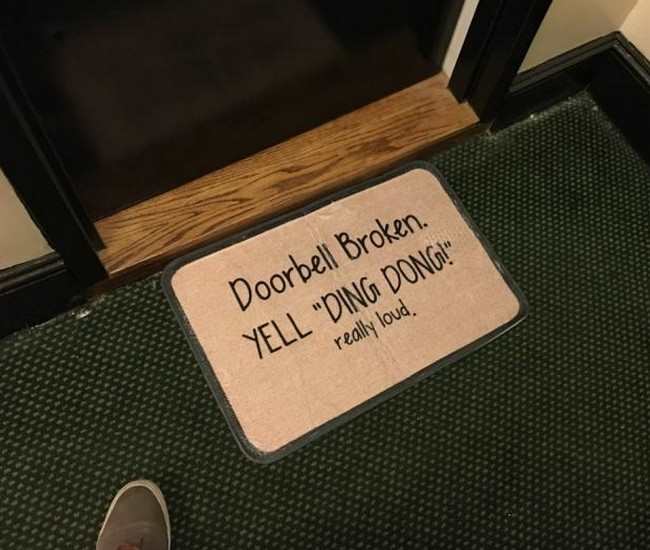 Doorbell Broken.
YELL "DING DONG!"
really loud.